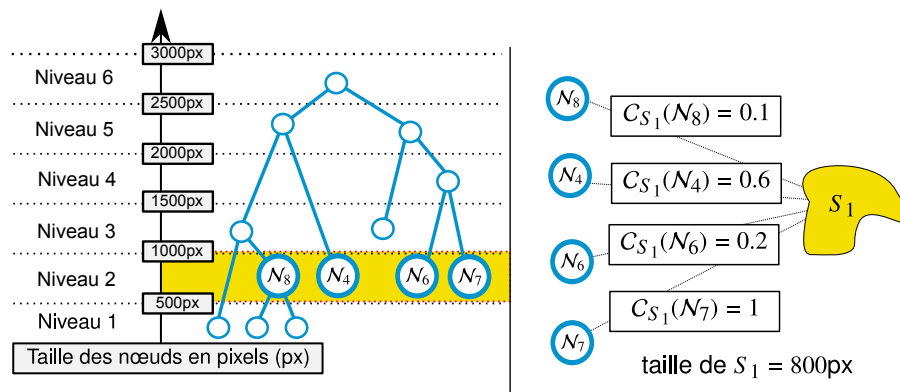 3000px
Niveau 6
2500px
Niveau 5
2000px
Niveau 4
1500px
Niveau 3
1000px
Niveau 2
500px
Niveau 1
𝒩₈
𝒩₄
𝒩₆
𝒩₇
Taille des nœuds en pixels (px)
𝒩₈
C_{S₁}(𝒩₈) = 0.1
𝒩₄
C_{S₁}(𝒩₄) = 0.6
S₁
𝒩₆
C_{S₁}(𝒩₆) = 0.2
𝒩₇
C_{S₁}(𝒩₇) = 1
taille de S₁ = 800px